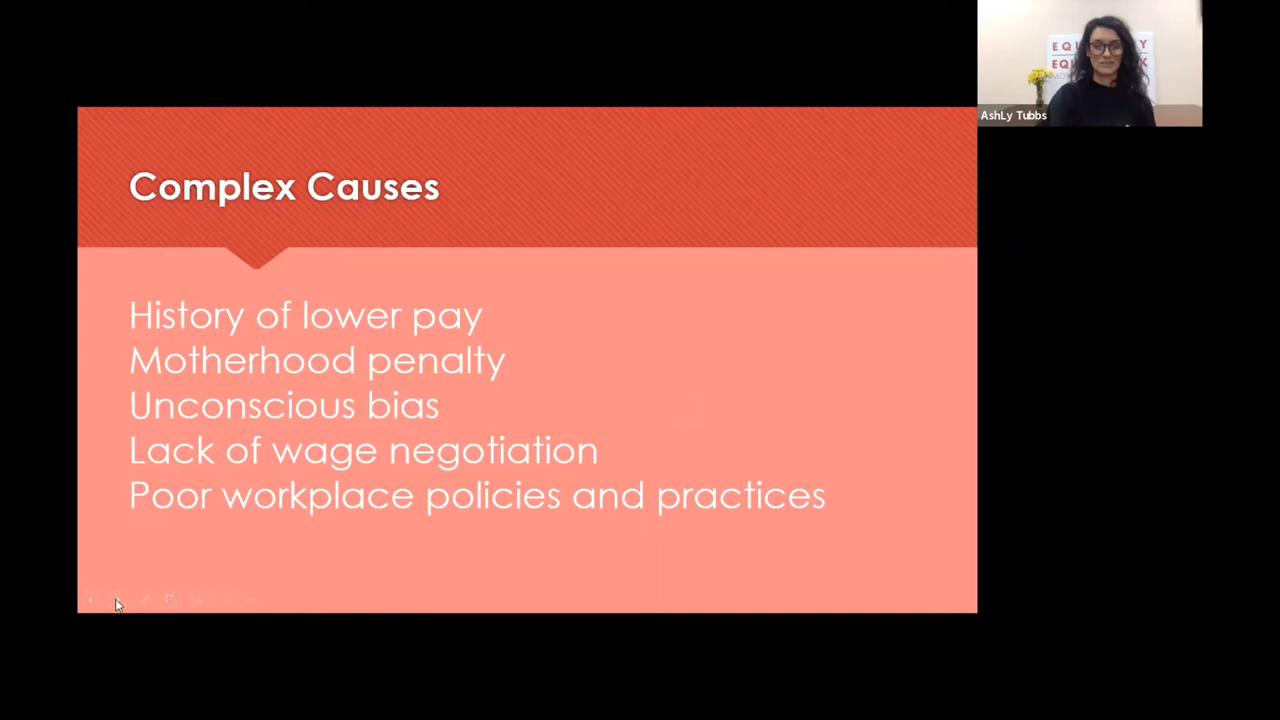 Complex Causes
History of lower pay
Motherhood penalty
Unconscious bias
Lack of wage negotiation
Poor workplace policies and practices
AshLy Tubbs